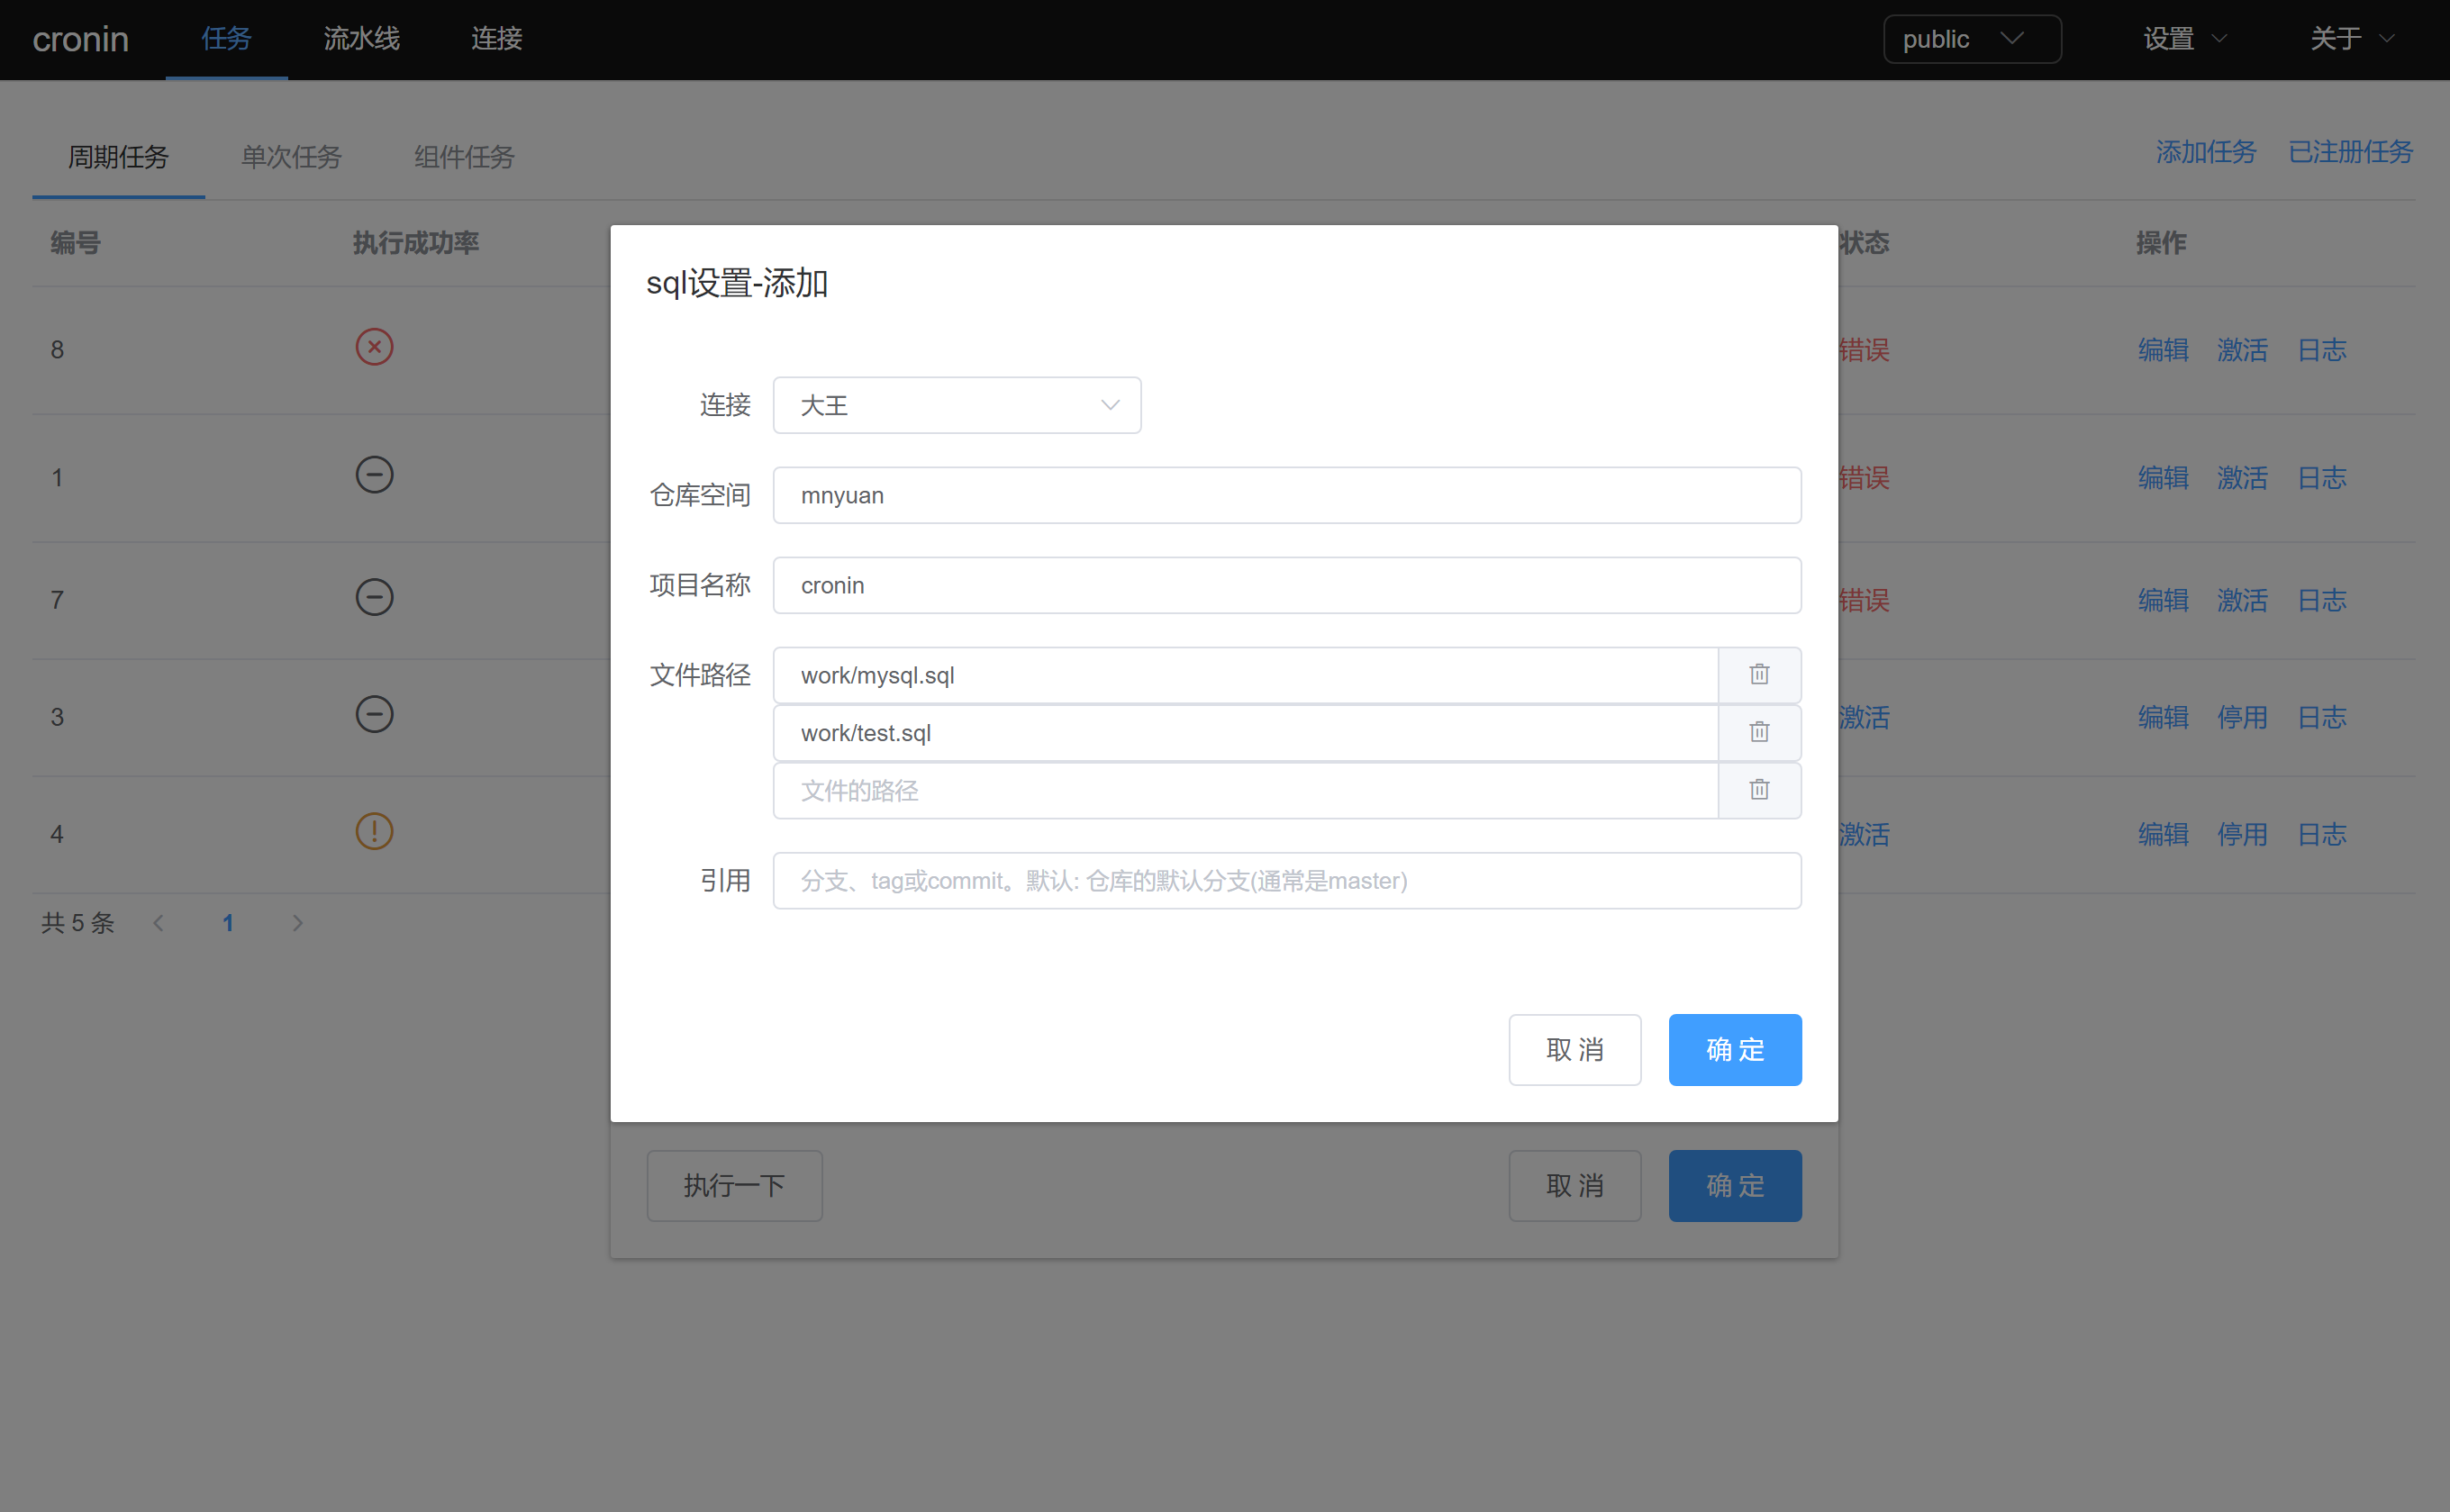 cronin 任务 流水线 连接 public 设置 关于
周期任务 单次任务 组件任务 添加任务 已注册任务
编号 执行成功率 状态 操作
sql设置-添加
8 错误 编辑 激活 日志
连接 大王
1 错误 编辑 激活 日志
仓库空间 mnyuan
项目名称 cronin
7 错误 编辑 激活 日志
文件路径 work/mysql.sql
3 激活 编辑 停用 日志
work/test.sql
文件的路径
4 激活 编辑 停用 日志
引用 分支、tag或commit。默认: 仓库的默认分支(通常是master)
共 5 条 1
取 消 确 定
执行一下 取 消 确 定